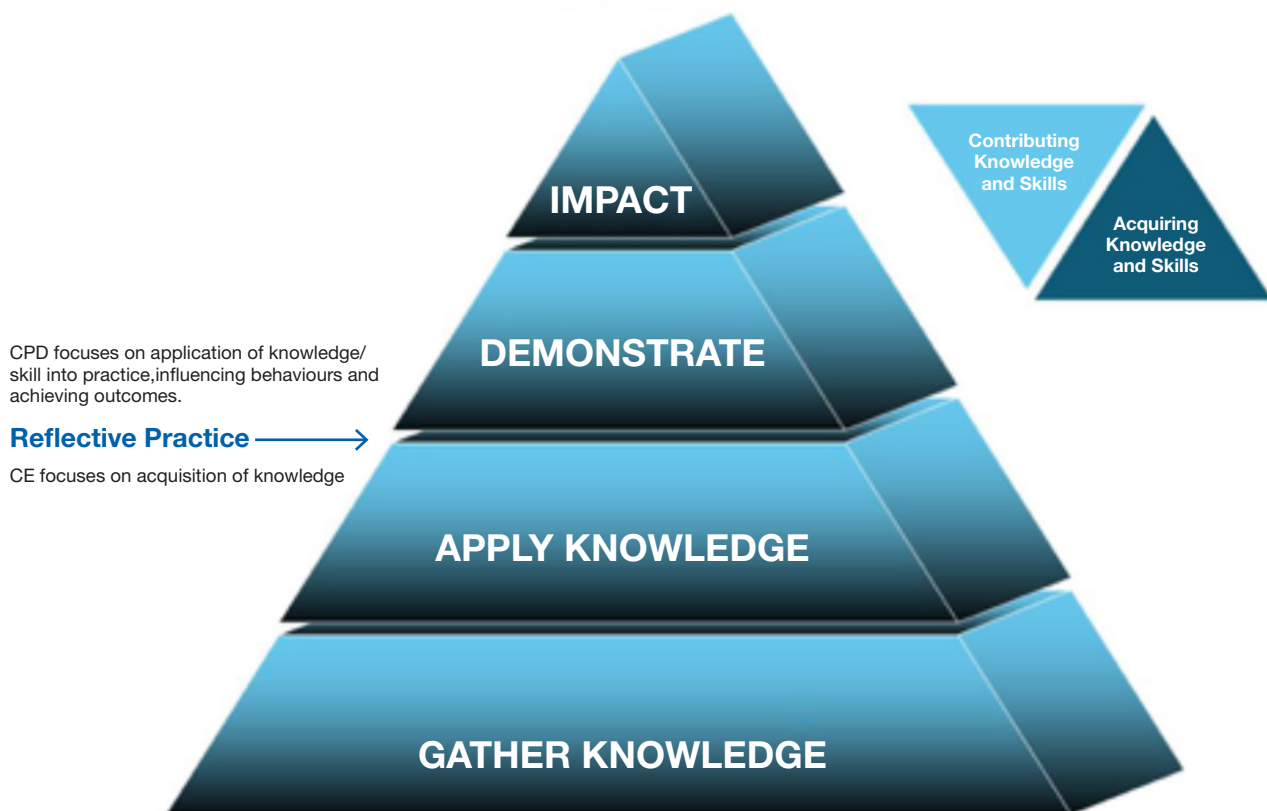 IMPACT
Contributing
Knowledge
and Skills
Acquiring
Knowledge
and Skills
DEMONSTRATE
CPD focuses on application of knowledge/
skill into practice,influencing behaviours and
achieving outcomes.
Reflective Practice
CE focuses on acquisition of knowledge
APPLY KNOWLEDGE
GATHER KNOWLEDGE